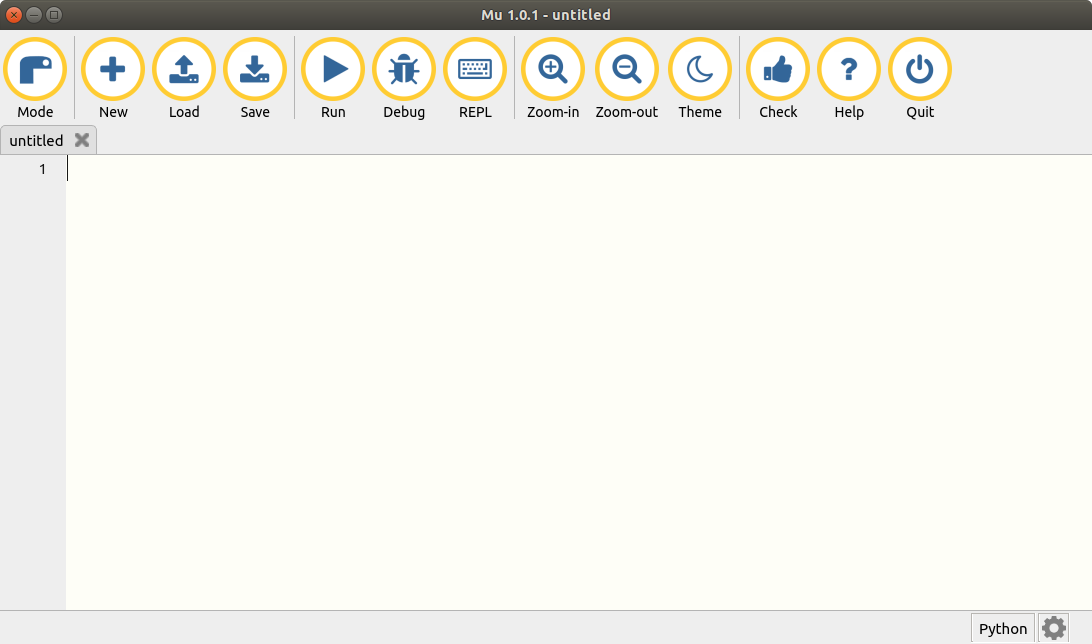 Mu 1.0.1 - untitled
Mode New Load Save Run Debug REPL Zoom-in Zoom-out Theme Check Help Quit
untitled
1
Python